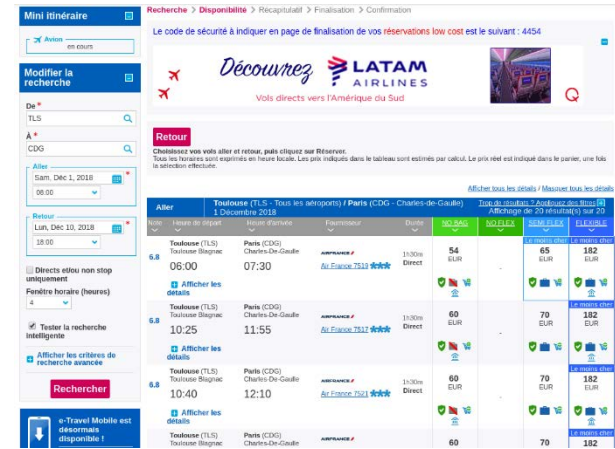 Recherche > Disponibilité > Récapitulatif > Finalisation > Confirmation
Mini itinéraire
Avion
en cours
Modifier la recherche
De *
TLS
À *
CDG
Aller
Sam, Déc 1, 2018 *
08:00
Retour
Lun, Déc 10, 2018 *
18:00
Directs et/ou non stop
uniquement
Fenêtre horaire (heures)
4
Tester la recherche
intelligente
Afficher les critères de
recherche avancée
Rechercher
e-Travel Mobile est
désormais
disponible !
Le code de sécurité à indiquer en page de finalisation de vos réservations low cost est le suivant : 4454
Découvrez LATAM
AIRLINES
Vols directs vers l'Amérique du Sud
Retour
Choisissez vos vols aller et retour, puis cliquez sur Réserver.
Tous les horaires sont exprimés en heure locale. Les prix indiqués dans le tableau sont estimés par calcul. Le prix réel est indiqué dans le panier, une fois
la sélection effectuée.
Afficher tous les détails / Masquer tous les détails
Aller Toulouse (TLS - Tous les aéroports) / Paris (CDG - Charles-de-Gaulle)
1 Décembre 2018
Trop de résultats ? Appliquez des filtres
Affichage de 20 résultat(s) sur 20
Note Heure de départ Heure d'arrivée Fournisseur Durée NO BAG NO FLEX SEMI FLEX FLEXIBLE
Le moins cher Le moins cher
Toulouse (TLS) Paris (CDG)
Toulouse Blagnac Charles-De-Gaulle AIRFRANCE 1h30m 54 65 182
6.8 06:00 07:30 Air France 7519 Direct EUR - EUR EUR
Afficher les
détails
Le moins cher
Toulouse (TLS) Paris (CDG)
Toulouse Blagnac Charles-De-Gaulle AIRFRANCE 1h30m 60 70 182
6.8 10:25 11:55 Air France 7517 Direct EUR - EUR EUR
Afficher les
détails
Le moins cher
Toulouse (TLS) Paris (CDG)
Toulouse Blagnac Charles-De-Gaulle AIRFRANCE 1h30m 60 70 182
6.8 10:40 12:10 Air France 7521 Direct EUR - EUR EUR
Afficher les
détails
Le moins cher
Toulouse (TLS) Paris (CDG)
Toulouse Blagnac Charles-De-Gaulle AIRFRANCE 60 70 182